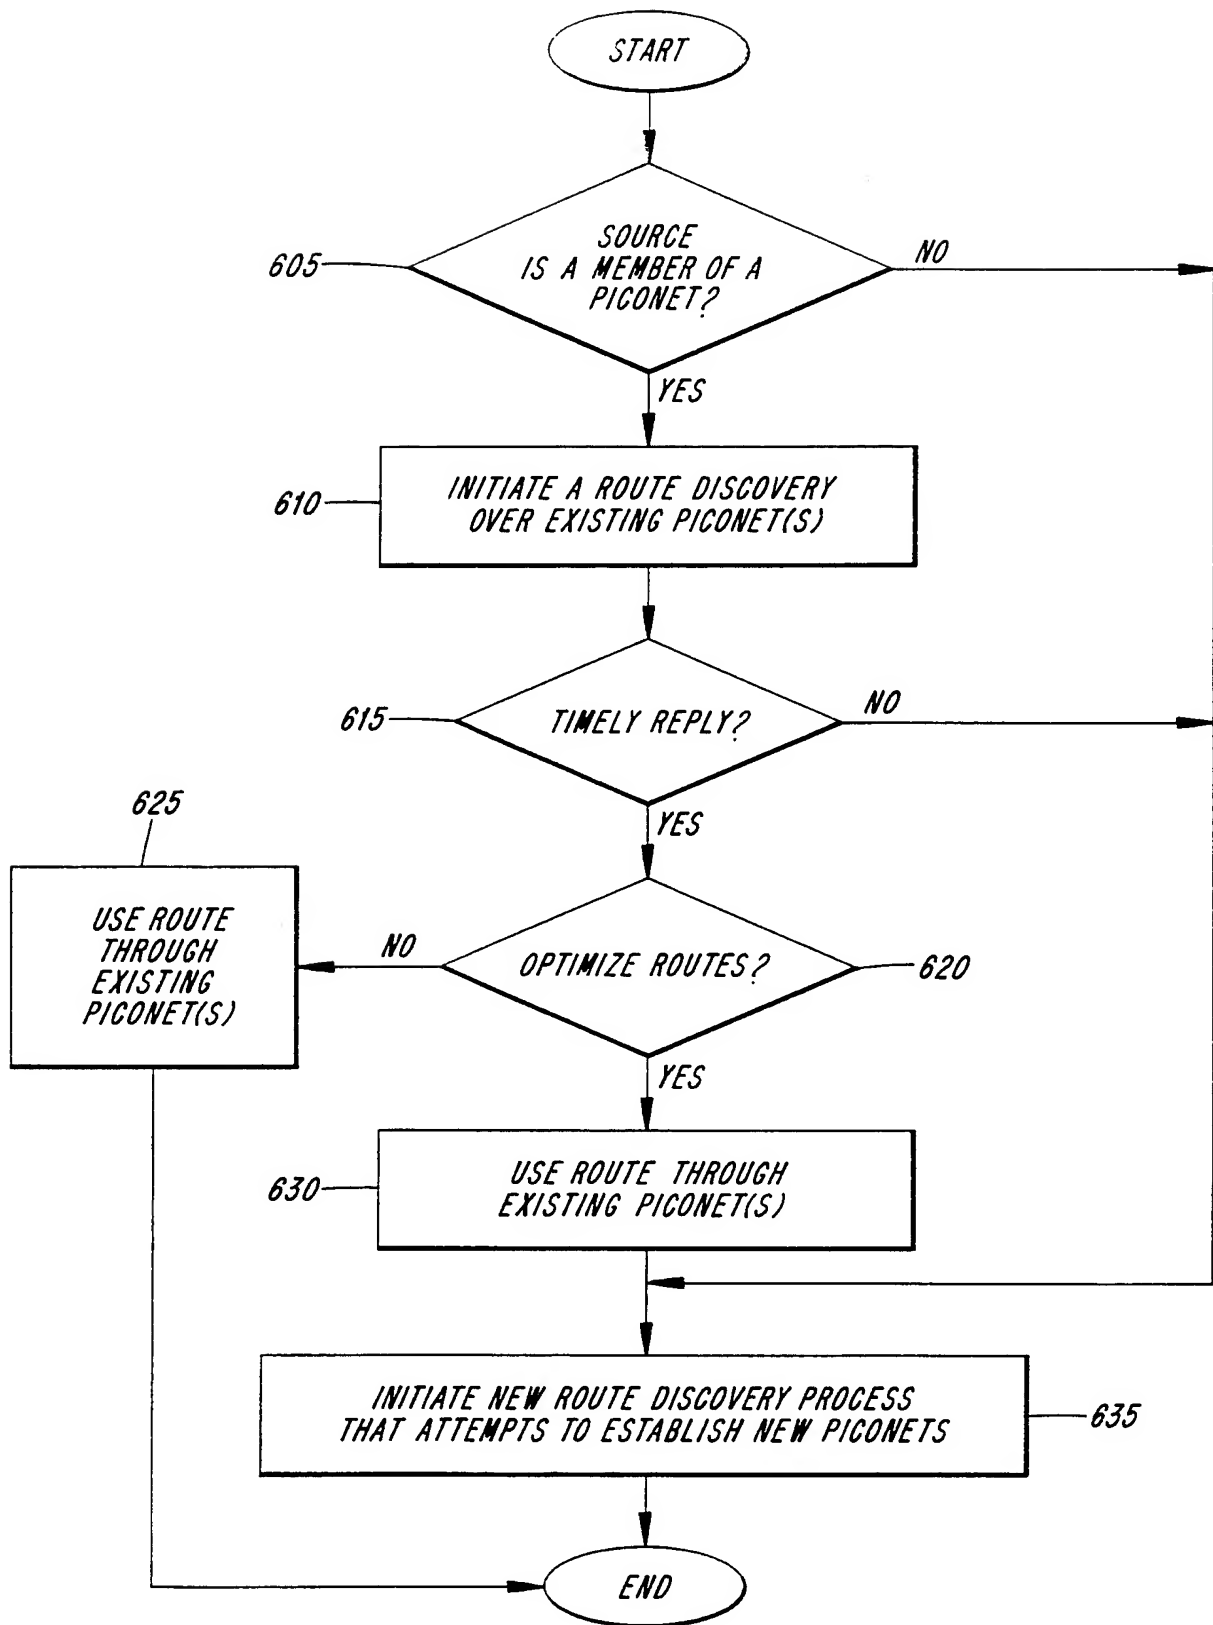 START
SOURCE
IS A MEMBER OF A
PICONET?
605
NO
YES
INITIATE A ROUTE DISCOVERY
OVER EXISTING PICONET(S)
610
TIMELY REPLY?
615
NO
YES
625
USE ROUTE
THROUGH
EXISTING
PICONET(S)
NO
OPTIMIZE ROUTES?
620
YES
USE ROUTE THROUGH
EXISTING PICONET(S)
630
INITIATE NEW ROUTE DISCOVERY PROCESS
THAT ATTEMPTS TO ESTABLISH NEW PICONETS
635
END